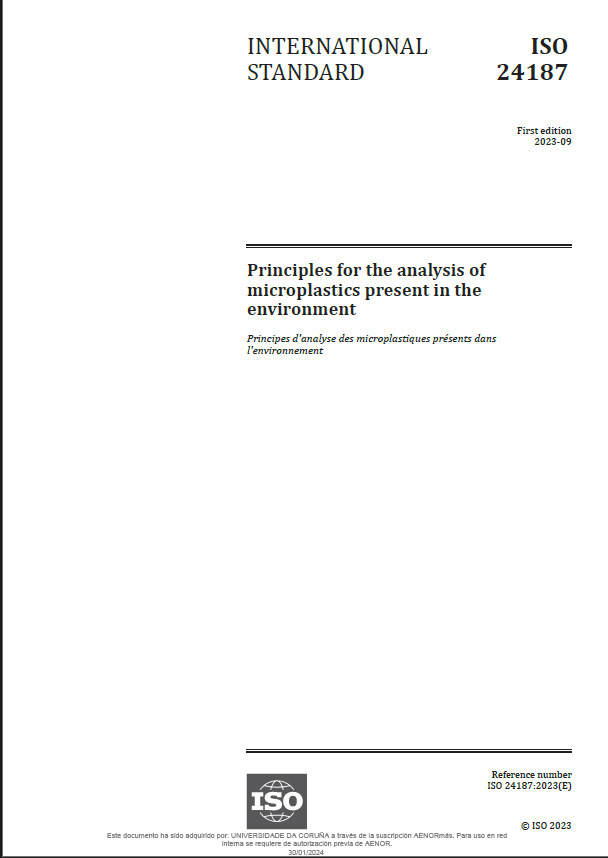 INTERNATIONAL
STANDARD
ISO
24187
First edition
2023-09
Principles for the analysis of
microplastics present in the
environment
Principes d'analyse des microplastiques présents dans
l'environnement
Reference number
ISO 24187:2023(E)
ISO
© ISO 2023
Este documento ha sido adquirido por: UNIVERSIDADE DA CORUÑA a través de la suscripción AENORmás. Para uso en red
interna se requiere de autorización previa de AENOR.
30/01/2024